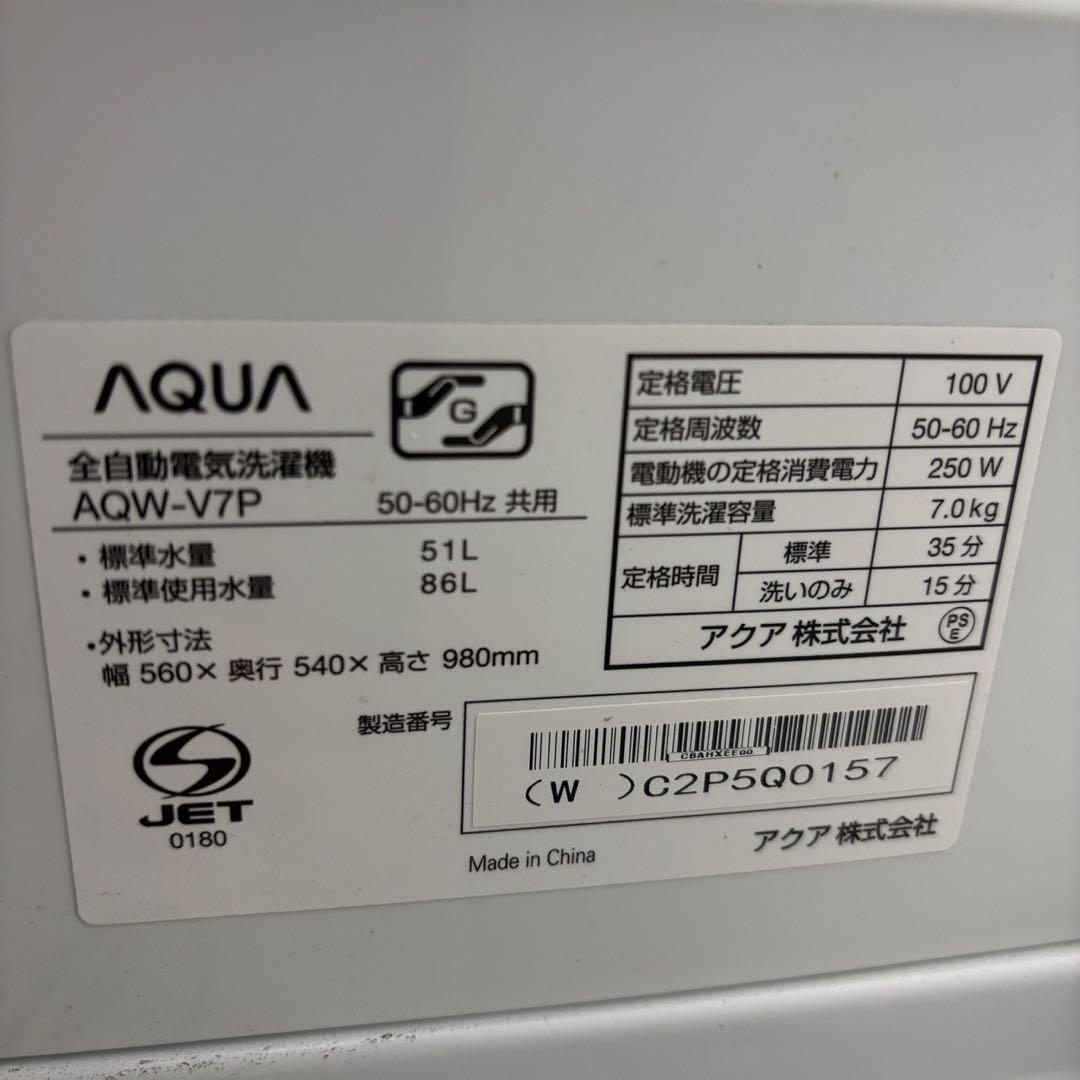 AQUA
G
全自動電気洗濯機
AQW-V7P 50-60Hz 共用
・標準水量 51L
・標準使用水量 86L
・外形寸法
幅 560× 奥行 540× 高さ 980mm
定格電圧 100 V
定格周波数 50-60 Hz
電動機の定格消費電力 250 W
標準洗濯容量 7.0kg
定格時間 標準 35 分
洗いのみ 15 分
アクア 株式会社 PS E
製造番号
CBAHXEE00
(W )C2P5Q0157
JET
0180
Made in China
アクア 株式会社